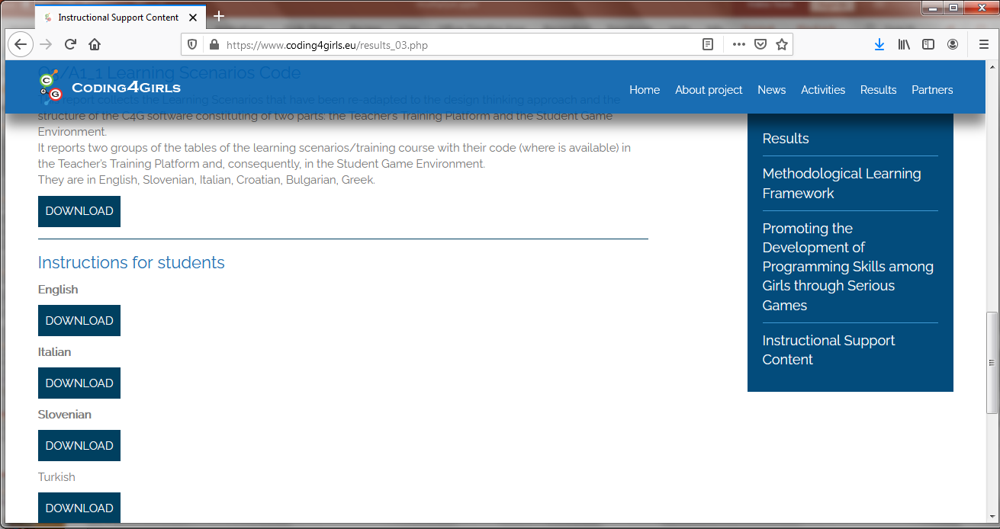 Instructional Support Content
https://www.coding4girls.eu/results_03.php
O3/A1_1 Learning Scenarios Code
C
4
G
CODING4GIRLS
Home About project News Activities Results Partners
report collects the Learning Scenarios that have been re-adapted to the design thinking approach and the
structure of the C4G software constituting of two parts: the Teacher's Training Platform and the Student Game
Environment.
It reports two groups of the tables of the learning scenarios/training course with their code (where is available) in
the Teacher's Training Platform and, consequently, in the Student Game Environment.
They are in English, Slovenian, Italian, Croatian, Bulgarian, Greek.
DOWNLOAD
Instructions for students
English
DOWNLOAD
Italian
DOWNLOAD
Slovenian
DOWNLOAD
Turkish
DOWNLOAD
Results
Methodological Learning
Framework
Promoting the
Development of
Programming Skills among
Girls through Serious
Games
Instructional Support
Content